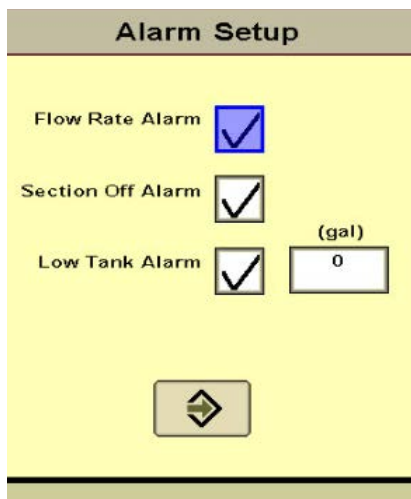 Alarm Setup
Flow Rate Alarm
Section Off Alarm
(gal)
Low Tank Alarm 0